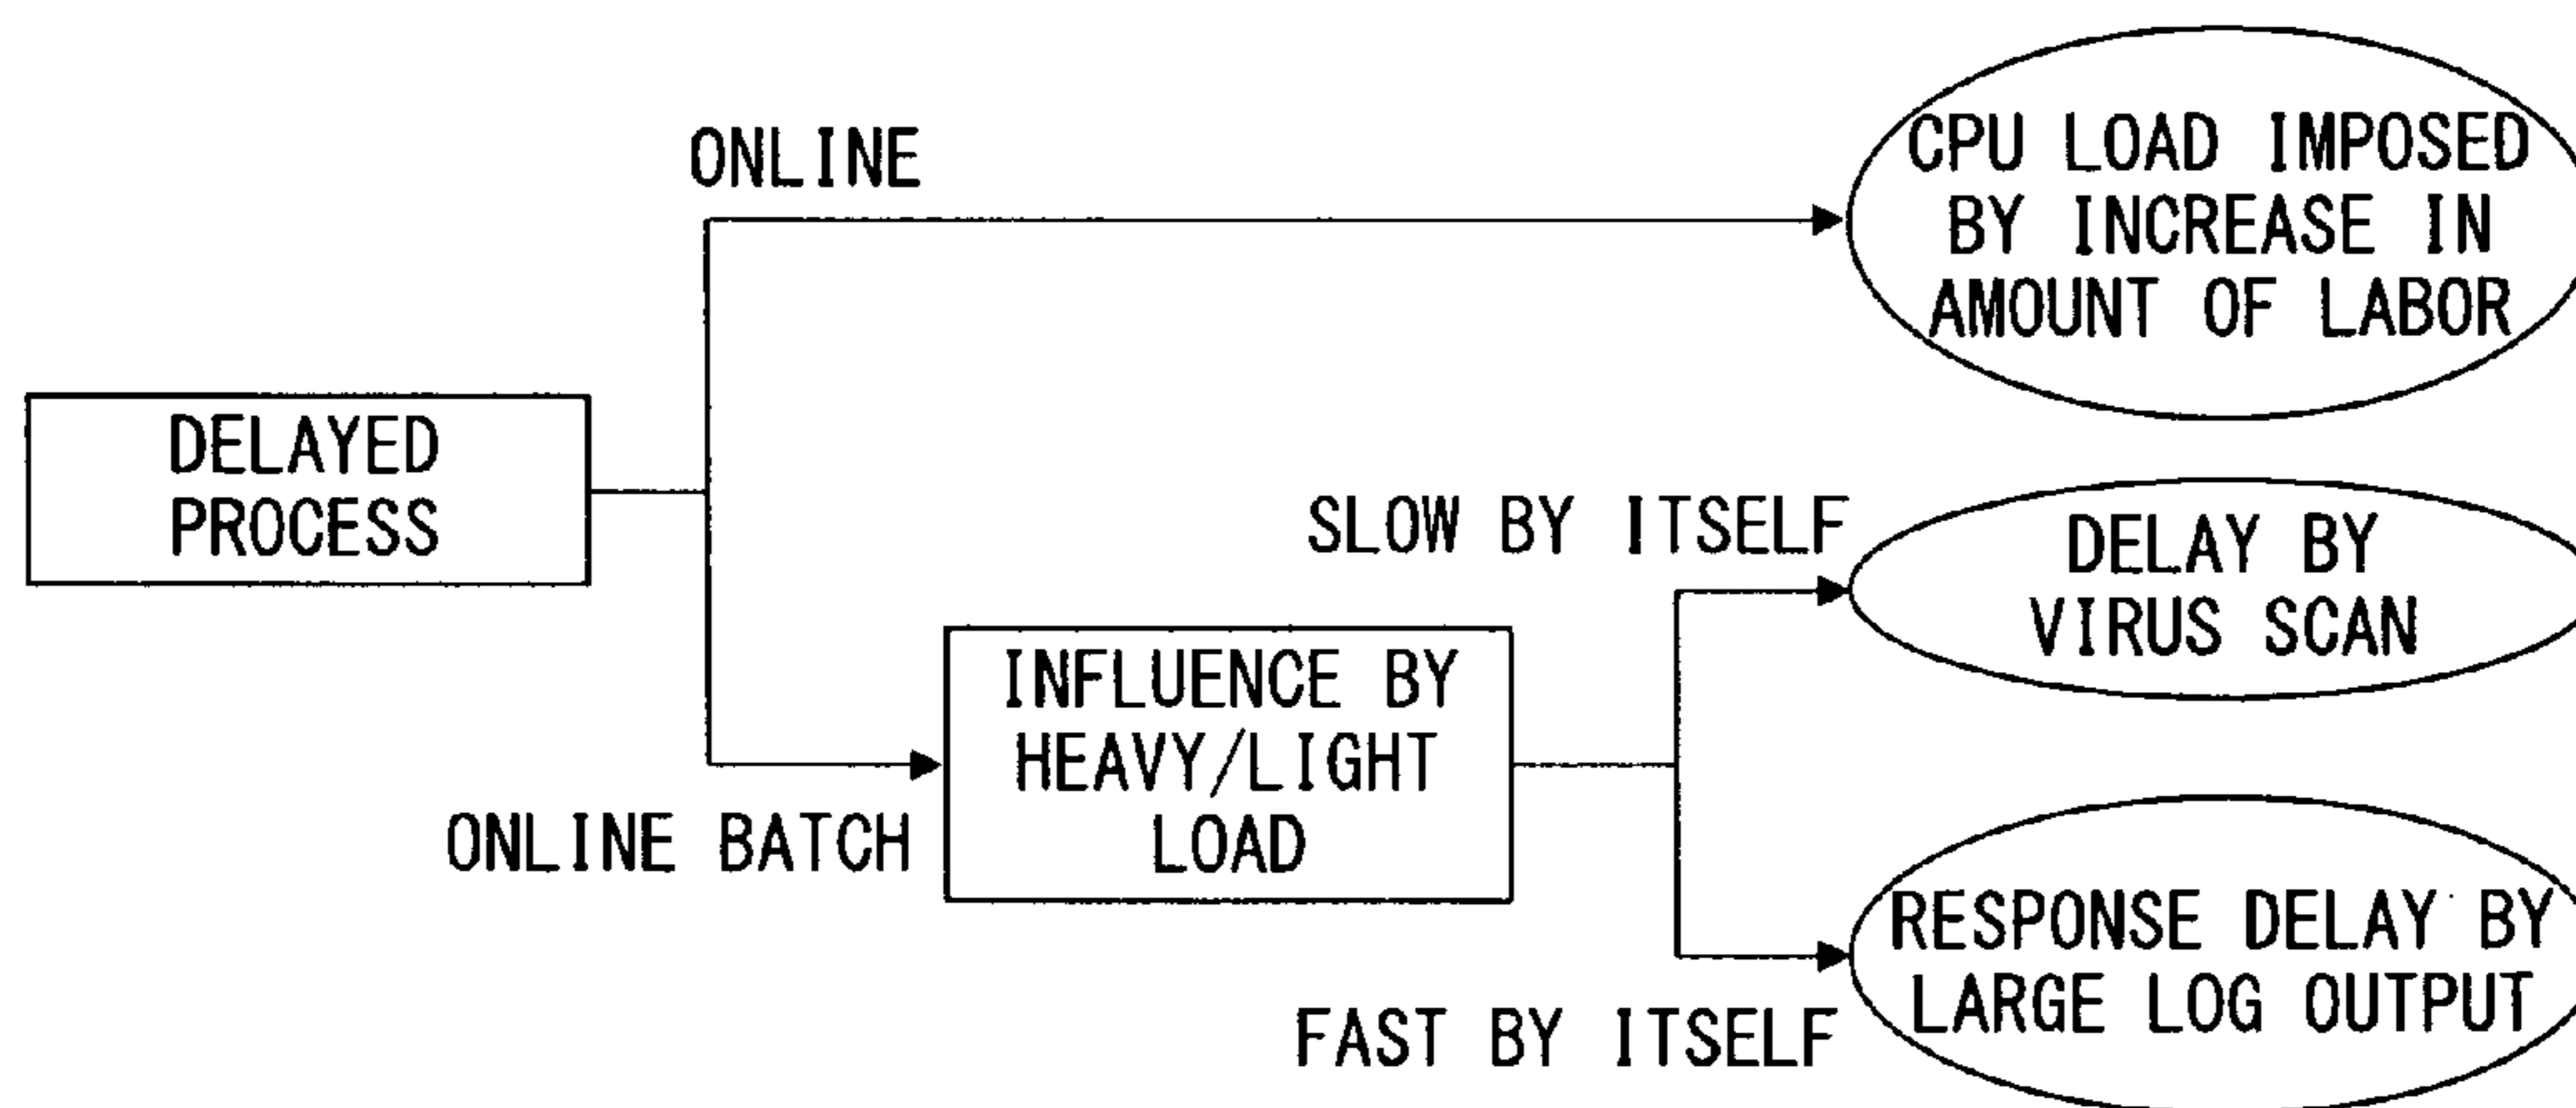 ONLINE
CPU LOAD IMPOSED
BY INCREASE IN
AMOUNT OF LABOR
DELAYED
PROCESS
SLOW BY ITSELF
DELAY BY
VIRUS SCAN
INFLUENCE BY
HEAVY/LIGHT
LOAD
ONLINE BATCH
RESPONSE DELAY BY
LARGE LOG OUTPUT
FAST BY ITSELF